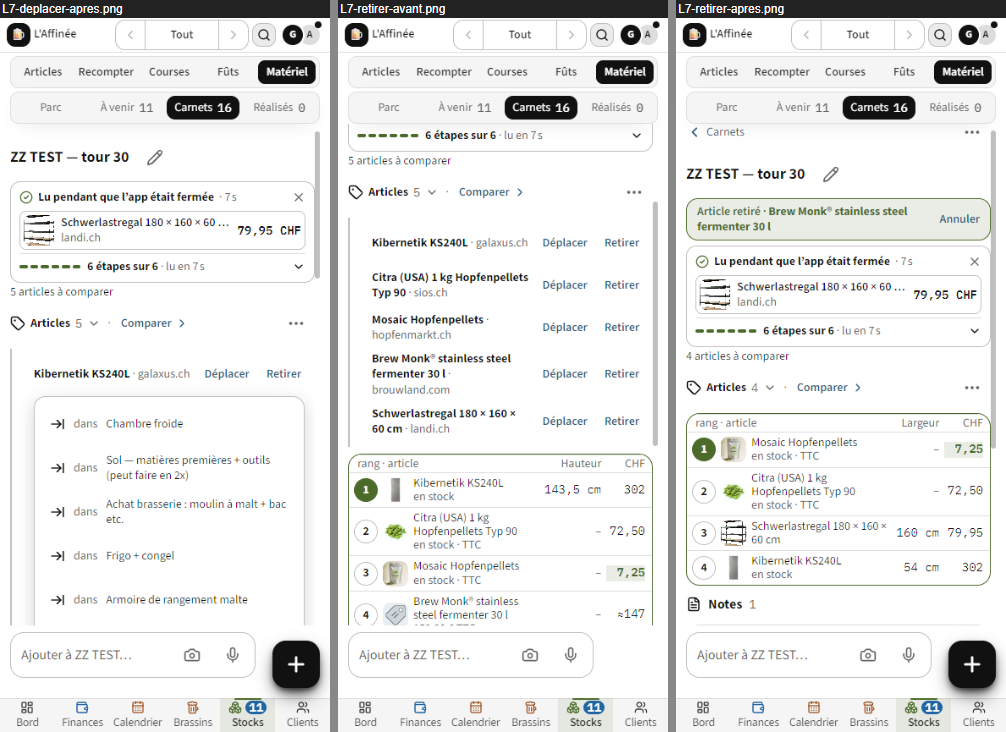 L7-deplacer-apres.png
L'Affinée
Tout
G
A
Articles
Recompter
Courses
Fûts
Matériel
Parc
À venir 11
Carnets 16
Réalisés 0
ZZ TEST — tour 30
Lu pendant que l'app était fermée · 7 s
Schwerlastregal 180 × 160 × 60 …
landi.ch
79,95 CHF
6 étapes sur 6 · lu en 7 s
5 articles à comparer
Articles 5
· Comparer
Kibernetik KS240L · galaxus.ch
Déplacer
Retirer
dans Chambre froide
dans Sol — matières premières + outils
(peut faire en 2x)
dans Achat brasserie : moulin à malt + bac
etc.
dans Frigo + congel
dans Armoire de rangement malte
Ajouter à ZZ TEST…
Bord
Finances
Calendrier
Brassins
11
Stocks
Clients
L7-retirer-avant.png
L'Affinée
Tout
G
A
Articles
Recompter
Courses
Fûts
Matériel
Parc
À venir 11
Carnets 16
Réalisés 0
6 étapes sur 6 · lu en 7 s
5 articles à comparer
Articles 5
· Comparer
Kibernetik KS240L · galaxus.ch
Déplacer
Retirer
Citra (USA) 1 kg Hopfenpellets
Typ 90 · sios.ch
Déplacer
Retirer
Mosaic Hopfenpellets ·
hopfenmarkt.ch
Déplacer
Retirer
Brew Monk® stainless steel
fermenter 30 l ·
brouwland.com
Déplacer
Retirer
Schwerlastregal 180 × 160 ×
60 cm · landi.ch
Déplacer
Retirer
rang · article
Hauteur
CHF
1
Kibernetik KS240L
en stock
143,5 cm
302
2
Citra (USA) 1 kg
Hopfenpellets Typ 90
en stock · TTC
–
72,50
3
Mosaic Hopfenpellets
en stock · TTC
–
7,25
4
Brew Monk® stainless
steel fermenter 30 l
–
≈147
Ajouter à ZZ TEST…
Bord
Finances
Calendrier
Brassins
11
Stocks
Clients
L7-retirer-apres.png
L'Affinée
Tout
G
A
Articles
Recompter
Courses
Fûts
Matériel
Parc
À venir 11
Carnets 16
Réalisés 0
Carnets
ZZ TEST — tour 30
Article retiré · Brew Monk® stainless steel
fermenter 30 l
Annuler
Lu pendant que l'app était fermée · 7 s
Schwerlastregal 180 × 160 × 60 …
landi.ch
79,95 CHF
6 étapes sur 6 · lu en 7 s
4 articles à comparer
Articles 4
· Comparer
rang · article
Largeur
CHF
1
Mosaic Hopfenpellets
en stock · TTC
–
7,25
2
Citra (USA) 1 kg
Hopfenpellets Typ 90
en stock · TTC
–
72,50
3
Schwerlastregal 180 × 160 ×
60 cm
160 cm
79,95
4
Kibernetik KS240L
en stock
54 cm
302
Notes 1
Ajouter à ZZ TEST…
Bord
Finances
Calendrier
Brassins
11
Stocks
Clients